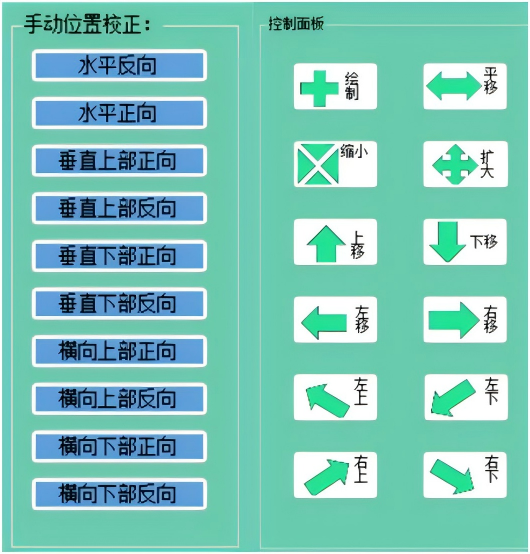 手动位置校正：
水平反向
水平正向
垂直上部正向
垂直上部反向
垂直下部正向
垂直下部反向
横向上部正向
横向上部反向
横向下部正向
横向下部反向
控制面板
绘
制
平
移
缩小
扩
大
上
移
下移
左
移
右
移
左
上
左
下
右
上
右
下